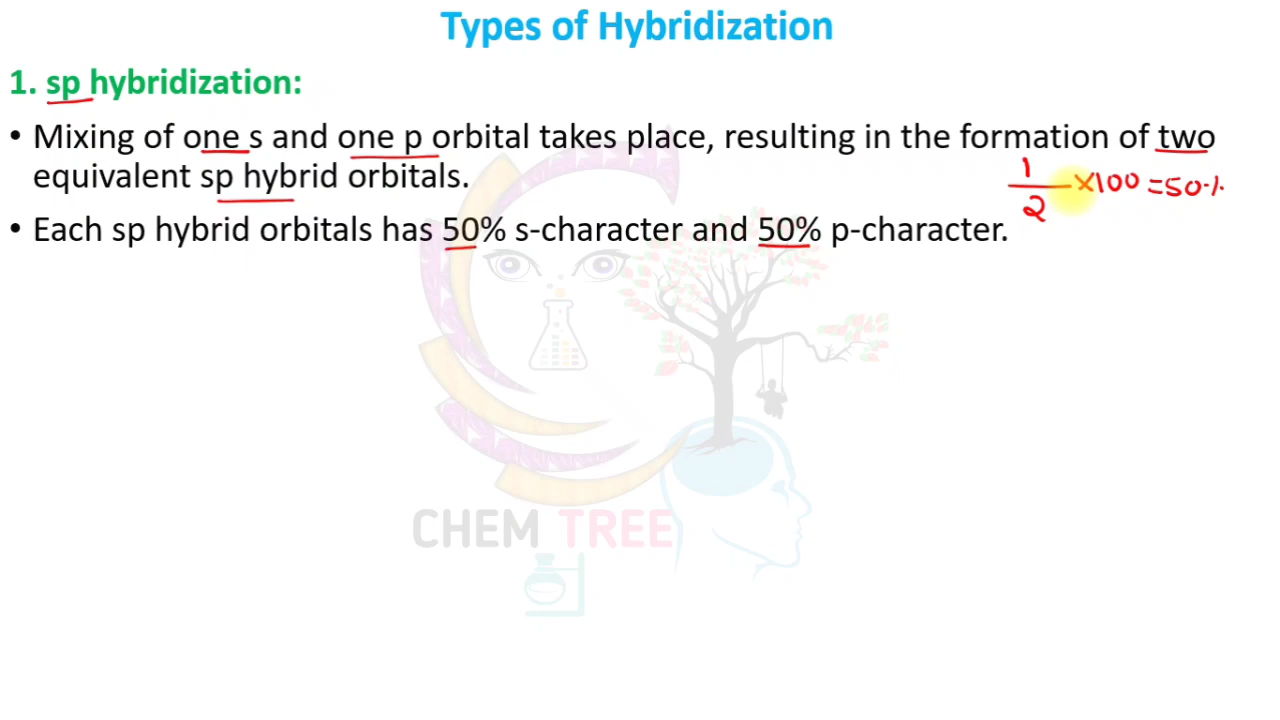 Types of Hybridization
1. sp hybridization:
• Mixing of one s and one p orbital takes place, resulting in the formation of two
equivalent sp hybrid orbitals.
1/2 ×100 =50%
• Each sp hybrid orbitals has 50% s-character and 50% p-character.
CHEM TREE